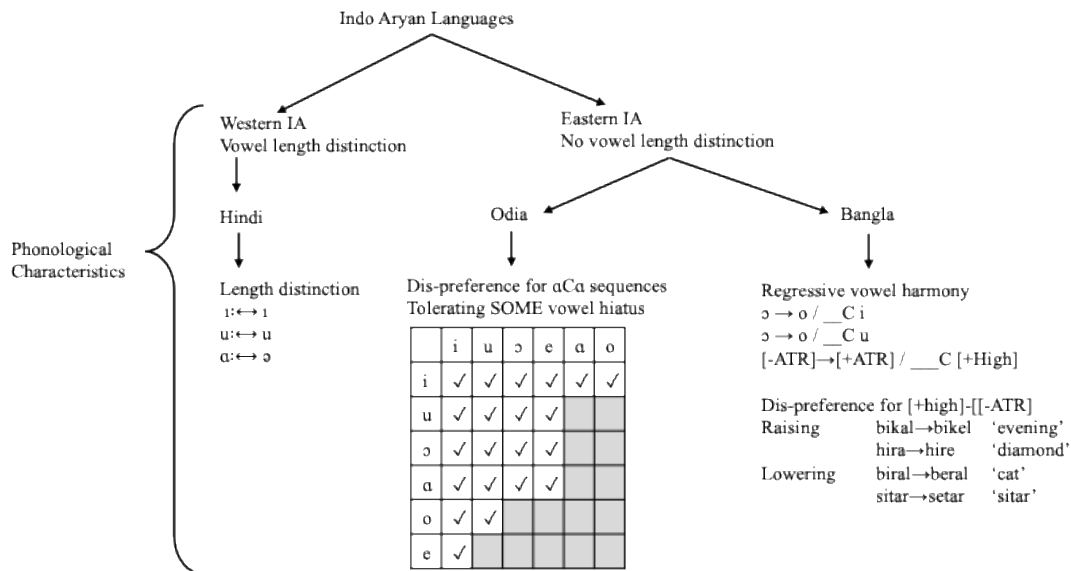 Indo Aryan Languages
Western IA
Vowel length distinction
Eastern IA
No vowel length distinction
Phonological
Characteristics
Hindi
Length distinction
ı:↔ ı
u:↔ u
ɑ:↔ ɔ
Odia
Dis-preference for ɑCɑ sequences
Tolerating SOME vowel hiatus
i u ɔ e ɑ o
i ✓ ✓ ✓ ✓ ✓ ✓
u ✓ ✓ ✓ ✓
ɔ ✓ ✓ ✓ ✓
ɑ ✓ ✓ ✓ ✓
o ✓ ✓
e ✓
Bangla
Regressive vowel harmony
ɔ → o / __C i
ɔ → o / __C u
[-ATR]→[+ATR] / ___C [+High]
Dis-preference for [+high]-[[-ATR]
Raising bikal→bikel ‘evening’
hira→hire ‘diamond’
Lowering biral→beral ‘cat’
sitar→setar ‘sitar’